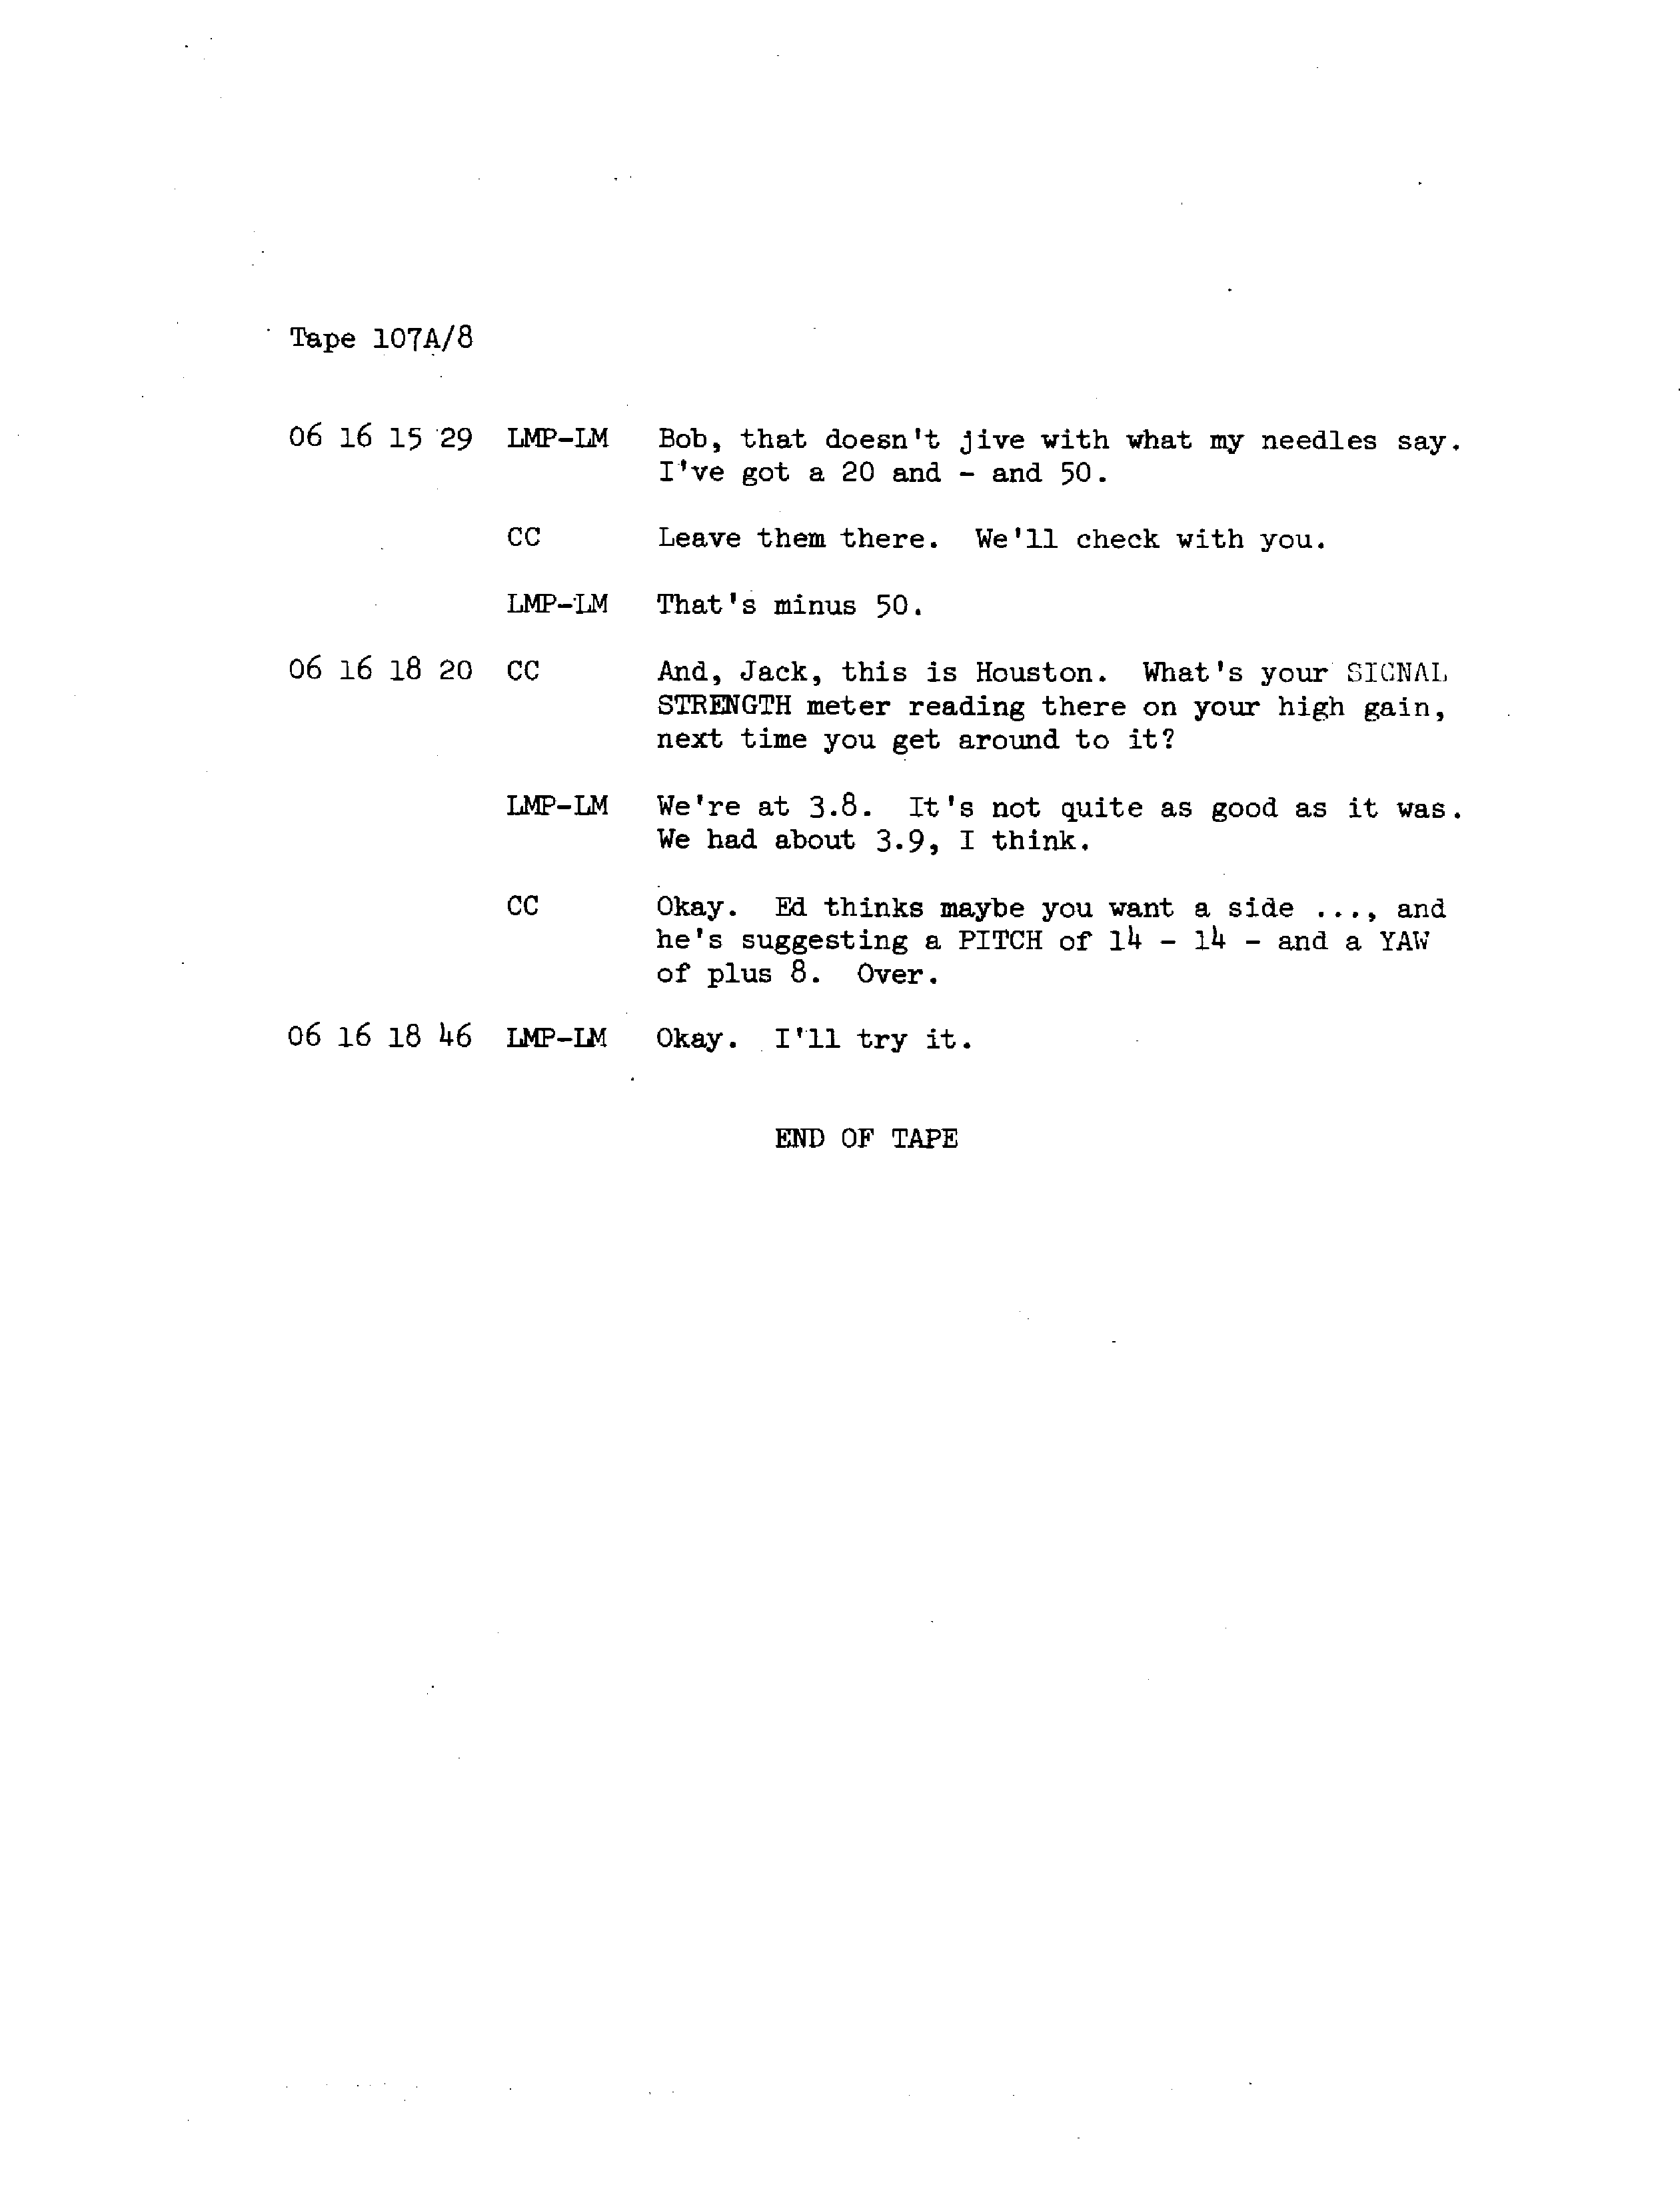 Tape 107A/8
06 16 15 29 LMP-LM Bob, that doesn't jive with what my needles say.
I've got a 20 and - and 50.
CC Leave them there. We'll check with you.
LMP-LM That's minus 50.
06 16 18 20 CC And, Jack, this is Houston. What's your SIGNAL
STRENGTH meter reading there on your high gain,
next time you get around to it?
LMP-LM We're at 3.8. It's not quite as good as it was.
We had about 3.9, I think.
CC Okay. Ed thinks maybe you want a side ..., and
he's suggesting a PITCH of 14 - 14 - and a YAW
of plus 8. Over.
06 16 18 46 LMP-LM Okay. I'll try it.
END OF TAPE